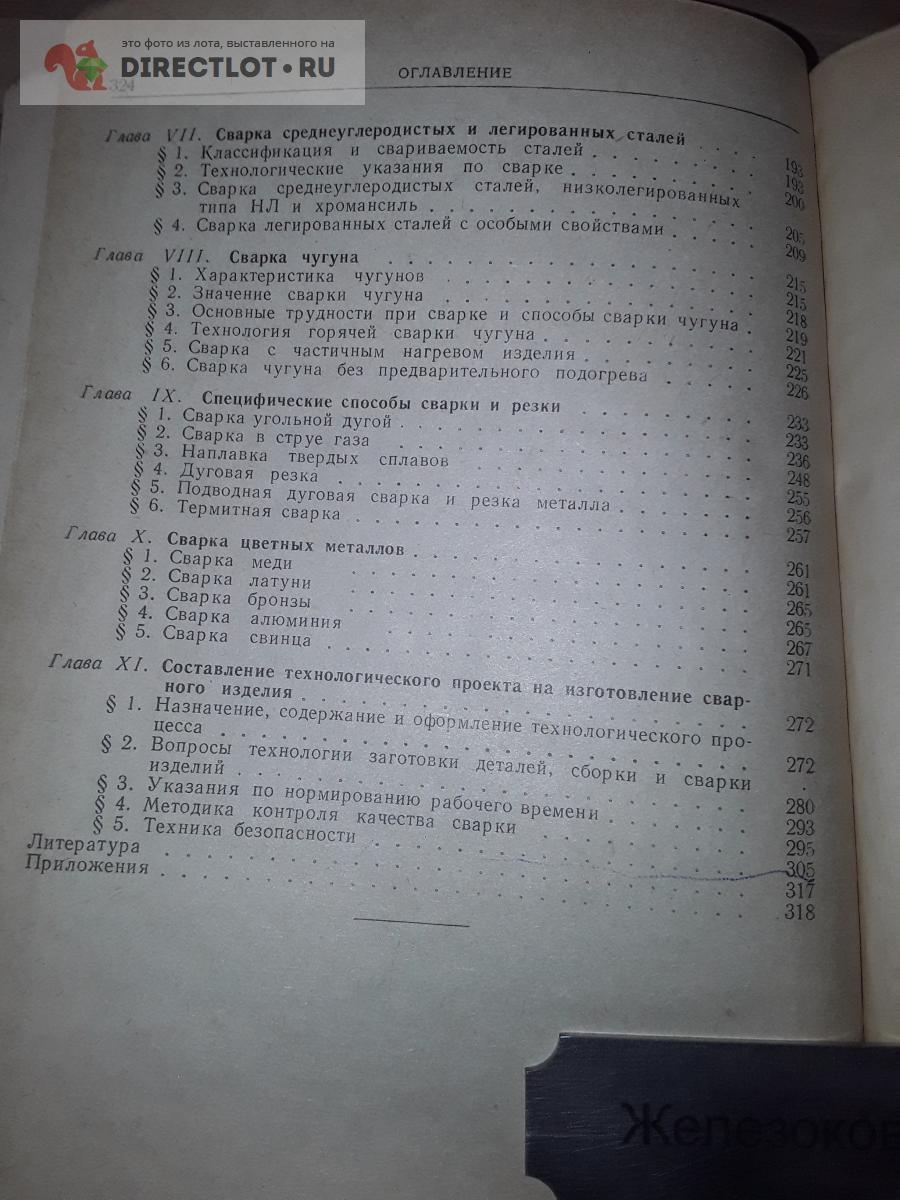 это фото из лота, выставленного на
DIRECTLOT.RU
324
ОГЛАВЛЕНИЕ
Глава VII. Сварка среднеуглеродистых и легированных сталей . . . . 193
§ 1. Классификация и свариваемость сталей . . . . . . . . . 193
§ 2. Технологические указания по сварке . . . . . . . . . 200
§ 3. Сварка среднеуглеродистых сталей, низколегированных
типа НЛ и хромансиль . . . . . . . . . . . . . . . 205
§ 4. Сварка легированных сталей с особыми свойствами . . . . 209
Глава VIII. Сварка чугуна . . . . . . . . . . . . . . . . 215
§ 1. Характеристика чугунов . . . . . . . . . . . . . . 215
§ 2. Значение сварки чугуна . . . . . . . . . . . . . . 218
§ 3. Основные трудности при сварке и способы сварки чугуна . 219
§ 4. Технология горячей сварки чугуна . . . . . . . . . . 221
§ 5. Сварка с частичным нагревом изделия . . . . . . . . . 225
§ 6. Сварка чугуна без предварительного подогрева . . . . . 226
Глава IX. Специфические способы сварки и резки . . . . . . . . 233
§ 1. Сварка угольной дугой . . . . . . . . . . . . . . . 233
§ 2. Сварка в струе газа . . . . . . . . . . . . . . . . 236
§ 3. Наплавка твердых сплавов . . . . . . . . . . . . . 248
§ 4. Дуговая резка . . . . . . . . . . . . . . . . . . 255
§ 5. Подводная дуговая сварка и резка металла . . . . . . . 256
§ 6. Термитная сварка . . . . . . . . . . . . . . . . . 257
Глава X. Сварка цветных металлов . . . . . . . . . . . . . . 261
§ 1. Сварка меди . . . . . . . . . . . . . . . . . . . 261
§ 2. Сварка латуни . . . . . . . . . . . . . . . . . . 265
§ 3. Сварка бронзы . . . . . . . . . . . . . . . . . . 265
§ 4. Сварка алюминия . . . . . . . . . . . . . . . . . 267
§ 5. Сварка свинца . . . . . . . . . . . . . . . . . . 271
Глава XI. Составление технологического проекта на изготовление свар-
ного изделия . . . . . . . . . . . . . . . . . . . 272
§ 1. Назначение, содержание и оформление технологического про-
цесса . . . . . . . . . . . . . . . . . . . . . . 272
§ 2. Вопросы технологии заготовки деталей, сборки и сварки
изделий . . . . . . . . . . . . . . . . . . . . . 280
§ 3. Указания по нормированию рабочего времени . . . . . . 293
§ 4. Методика контроля качества сварки . . . . . . . . . . 295
§ 5. Техника безопасности . . . . . . . . . . . . . . . 305
Литература . . . . . . . . . . . . . . . . . . . . . . . 317
Приложения . . . . . . . . . . . . . . . . . . . . . . . 318
Железоков